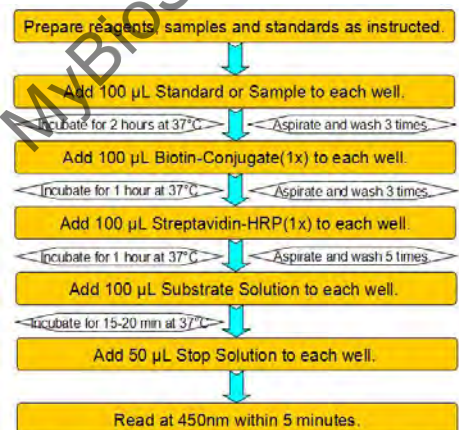 Prepare reagents, samples and standards as instructed.
Add 100 µL Standard or Sample to each well.
Incubate for 2 hours at 37°C Aspirate and wash 3 times
Add 100 µL Biotin-Conjugate(1x) to each well.
Incubate for 1 hour at 37°C Aspirate and wash 3 times
Add 100 µL Streptavidin-HRP(1x) to each well.
Incubate for 1 hour at 37°C Aspirate and wash 5 times
Add 100 µL Substrate Solution to each well.
Incubate for 15-20 min at 37°C
Add 50 µL Stop Solution to each well.
Read at 450nm within 5 minutes.